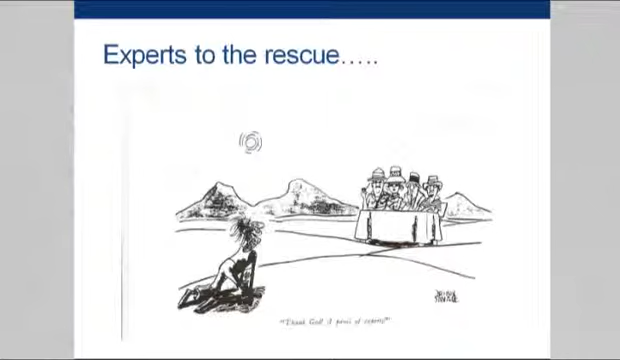 Experts to the rescue.....
"Thank God! A panel of experts!"